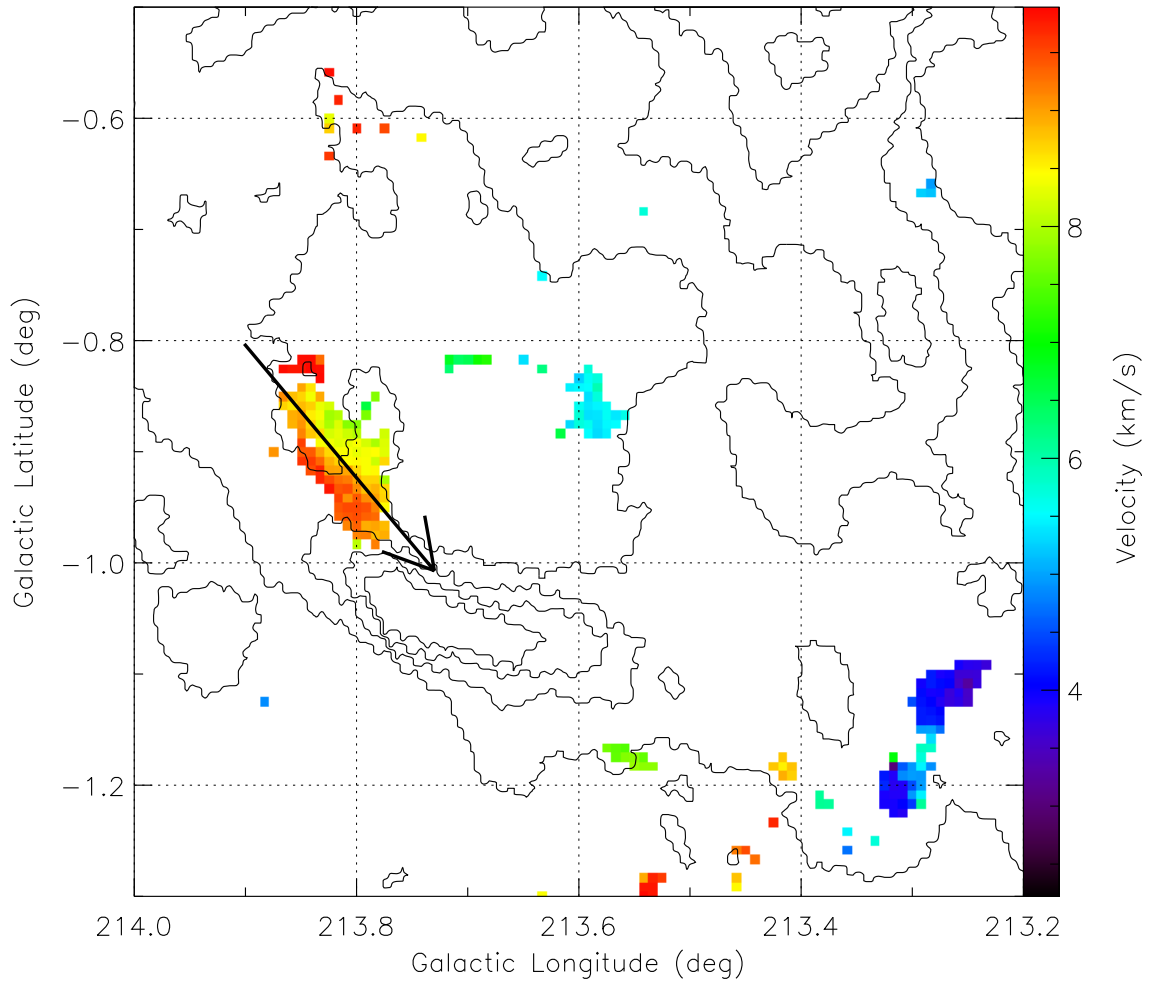 −0.6
−0.8
−1.0
−1.2
Galactic Latitude (deg)
214.0 213.8 213.6 213.4 213.2
Galactic Longitude (deg)
8
6
4
Velocity (km/s)